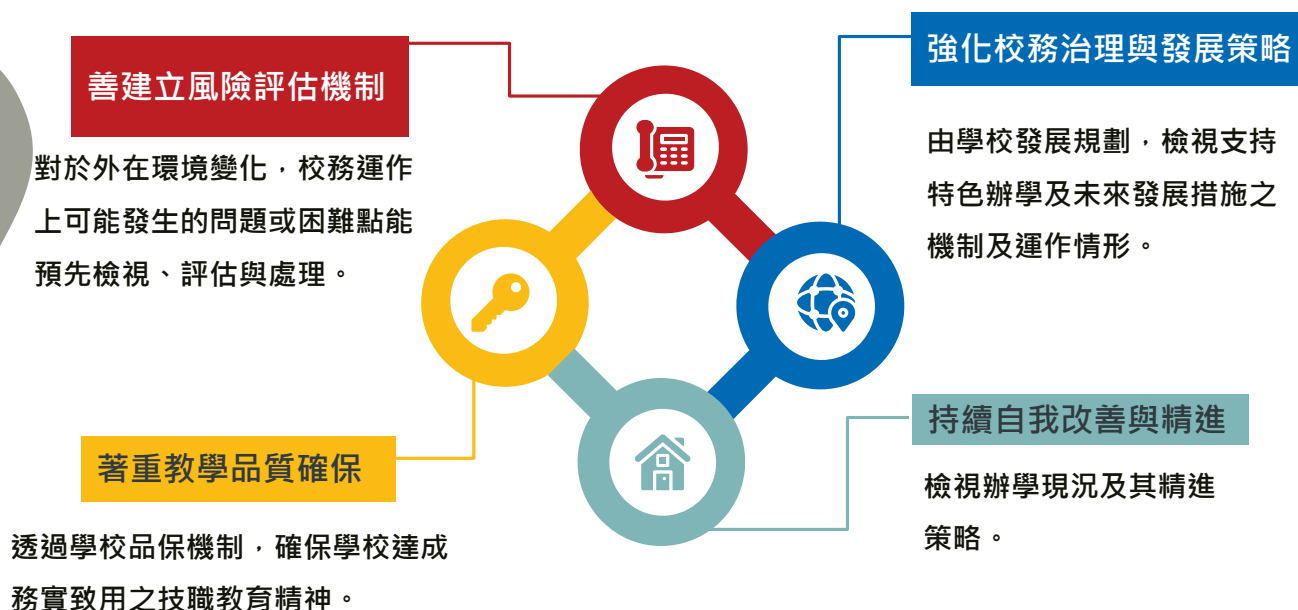 善建立風險評估機制
對於外在環境變化，校務運作
上可能發生的問題或困難點能
預先檢視、評估與處理。
強化校務治理與發展策略
由學校發展規劃，檢視支持
特色辦學及未來發展措施之
機制及運作情形。
著重教學品質確保
透過學校品保機制，確保學校達成
務實致用之技職教育精神。
持續自我改善與精進
檢視辦學現況及其精進
策略。